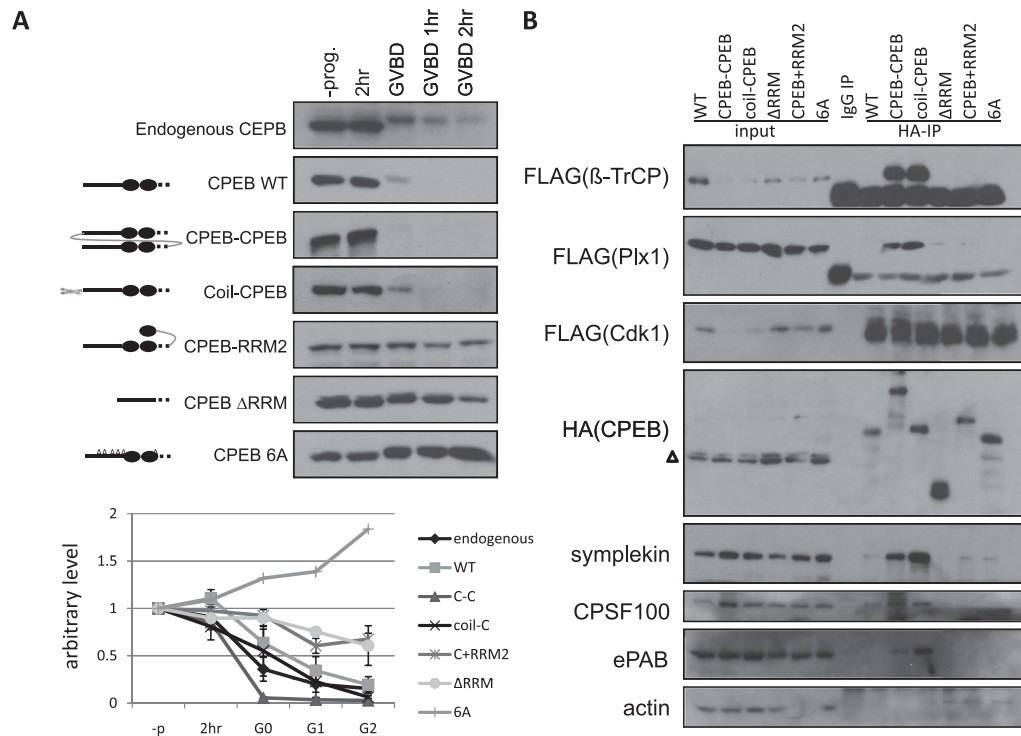 A
-prog.
2hr
GVBD
GVBD 1hr
GVBD 2hr
Endogenous CEPB
CPEB WT
CPEB-CPEB
Coil-CPEB
CPEB-RRM2
CPEB ΔRRM
CPEB 6A
arbitrary level
2
1.5
1
0.5
0
-p
2hr
G0
G1
G2
endogenous
WT
C-C
coil-C
C+RRM2
ΔRRM
6A
B
WT
CPEB-CPEB
coil-CPEB
ΔRRM
CPEB+RRM2
6A
IgG IP
WT
CPEB-CPEB
coil-CPEB
ΔRRM
CPEB+RRM2
6A
input
HA-IP
FLAG(ß-TrCP)
FLAG(Plx1)
FLAG(Cdk1)
HA(CPEB)
symplekin
CPSF100
ePAB
actin